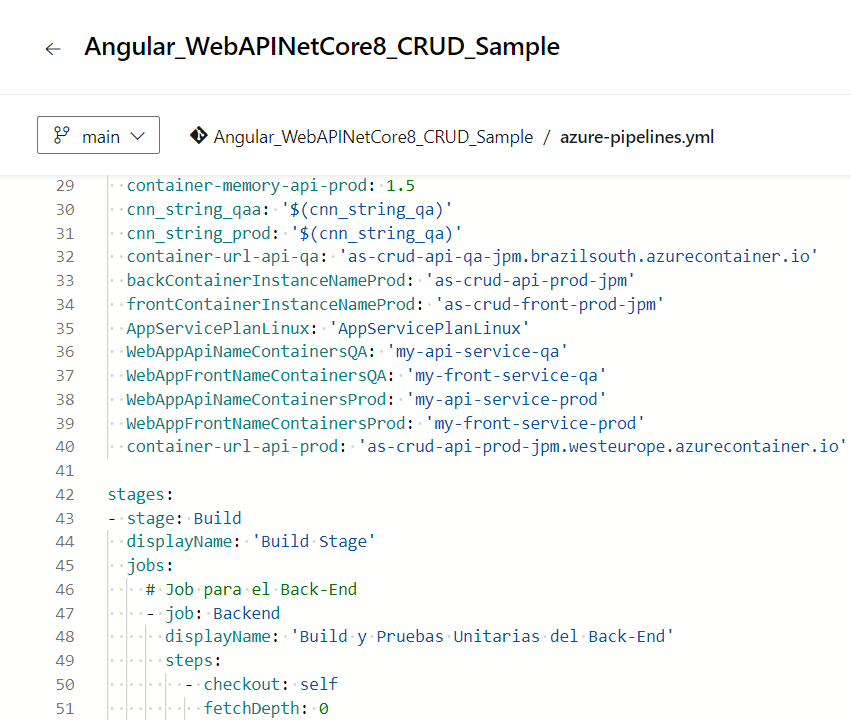 Angular_WebAPINetCore8_CRUD_Sample
main
Angular_WebAPINetCore8_CRUD_Sample / azure-pipelines.yml
29 container-memory-api-prod: 1.5
30 cnn_string_qaa: '$(cnn_string_qa)'
31 cnn_string_prod: '$(cnn_string_qa)'
32 container-url-api-qa: 'as-crud-api-qa-jpm.brazilsouth.azurecontainer.io'
33 backContainerInstanceNameProd: 'as-crud-api-prod-jpm'
34 frontContainerInstanceNameProd: 'as-crud-front-prod-jpm'
35 AppServicePlanLinux: 'AppServicePlanLinux'
36 WebAppApiNameContainersQA: 'my-api-service-qa'
37 WebAppFrontNameContainersQA: 'my-front-service-qa'
38 WebAppApiNameContainersProd: 'my-api-service-prod'
39 WebAppFrontNameContainersProd: 'my-front-service-prod'
40 container-url-api-prod: 'as-crud-api-prod-jpm.westeurope.azurecontainer.io'
41
42 stages:
43 - stage: Build
44 displayName: 'Build Stage'
45 jobs:
46 # Job para el Back-End
47 - job: Backend
48 displayName: 'Build y Pruebas Unitarias del Back-End'
49 steps:
50 - checkout: self
51 fetchDepth: 0